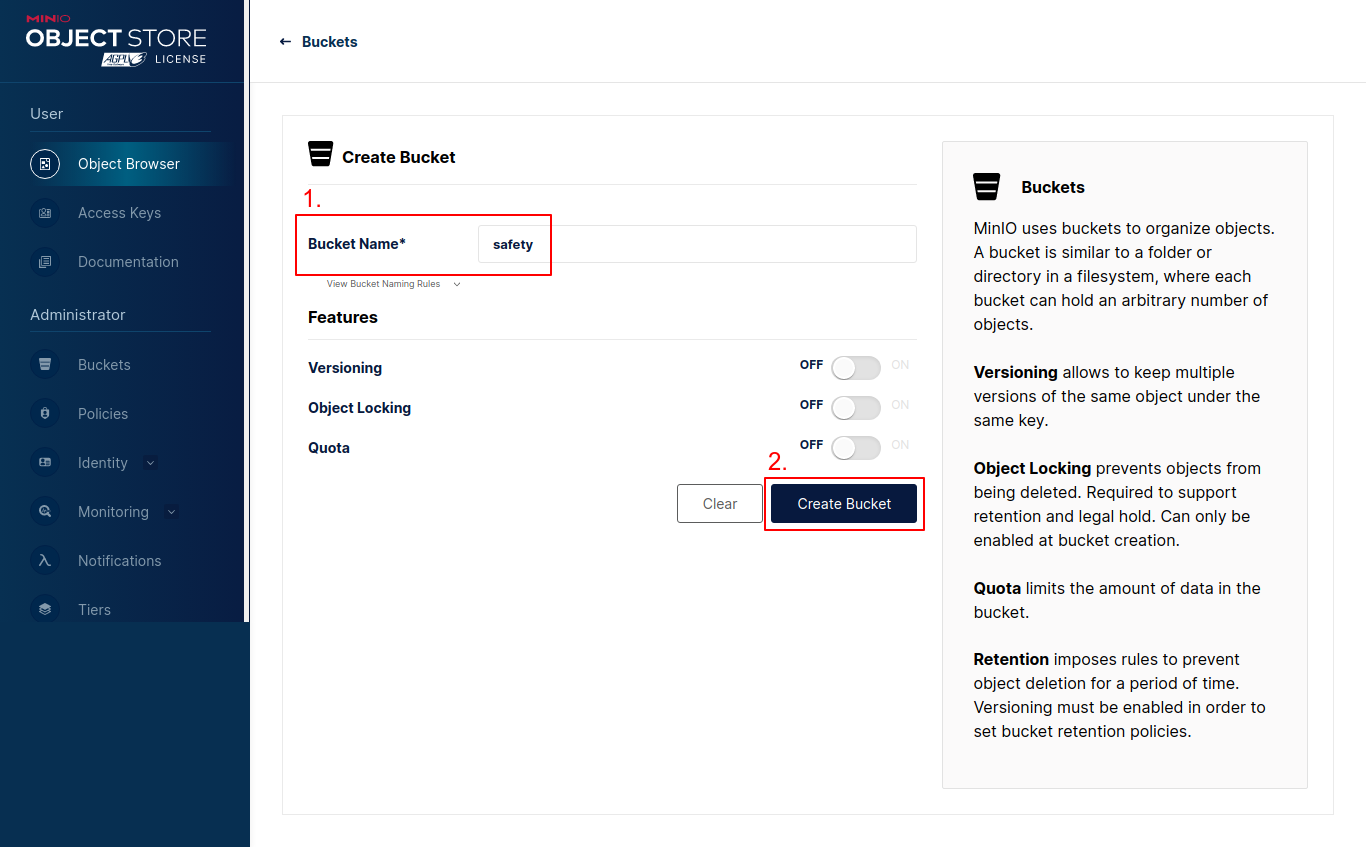 MINIO
OBJECT STORE
AGPL V3 LICENSE
User
Object Browser
Access Keys
Documentation
Administrator
Buckets
Policies
Identity
Monitoring
Notifications
Tiers
← Buckets
Create Bucket
1.
Bucket Name* safety
View Bucket Naming Rules
Features
Versioning OFF ON
Object Locking OFF ON
Quota OFF ON
2.
Clear Create Bucket
Buckets
MinIO uses buckets to organize objects.
A bucket is similar to a folder or
directory in a filesystem, where each
bucket can hold an arbitrary number of
objects.
Versioning allows to keep multiple
versions of the same object under the
same key.
Object Locking prevents objects from
being deleted. Required to support
retention and legal hold. Can only be
enabled at bucket creation.
Quota limits the amount of data in the
bucket.
Retention imposes rules to prevent
object deletion for a period of time.
Versioning must be enabled in order to
set bucket retention policies.